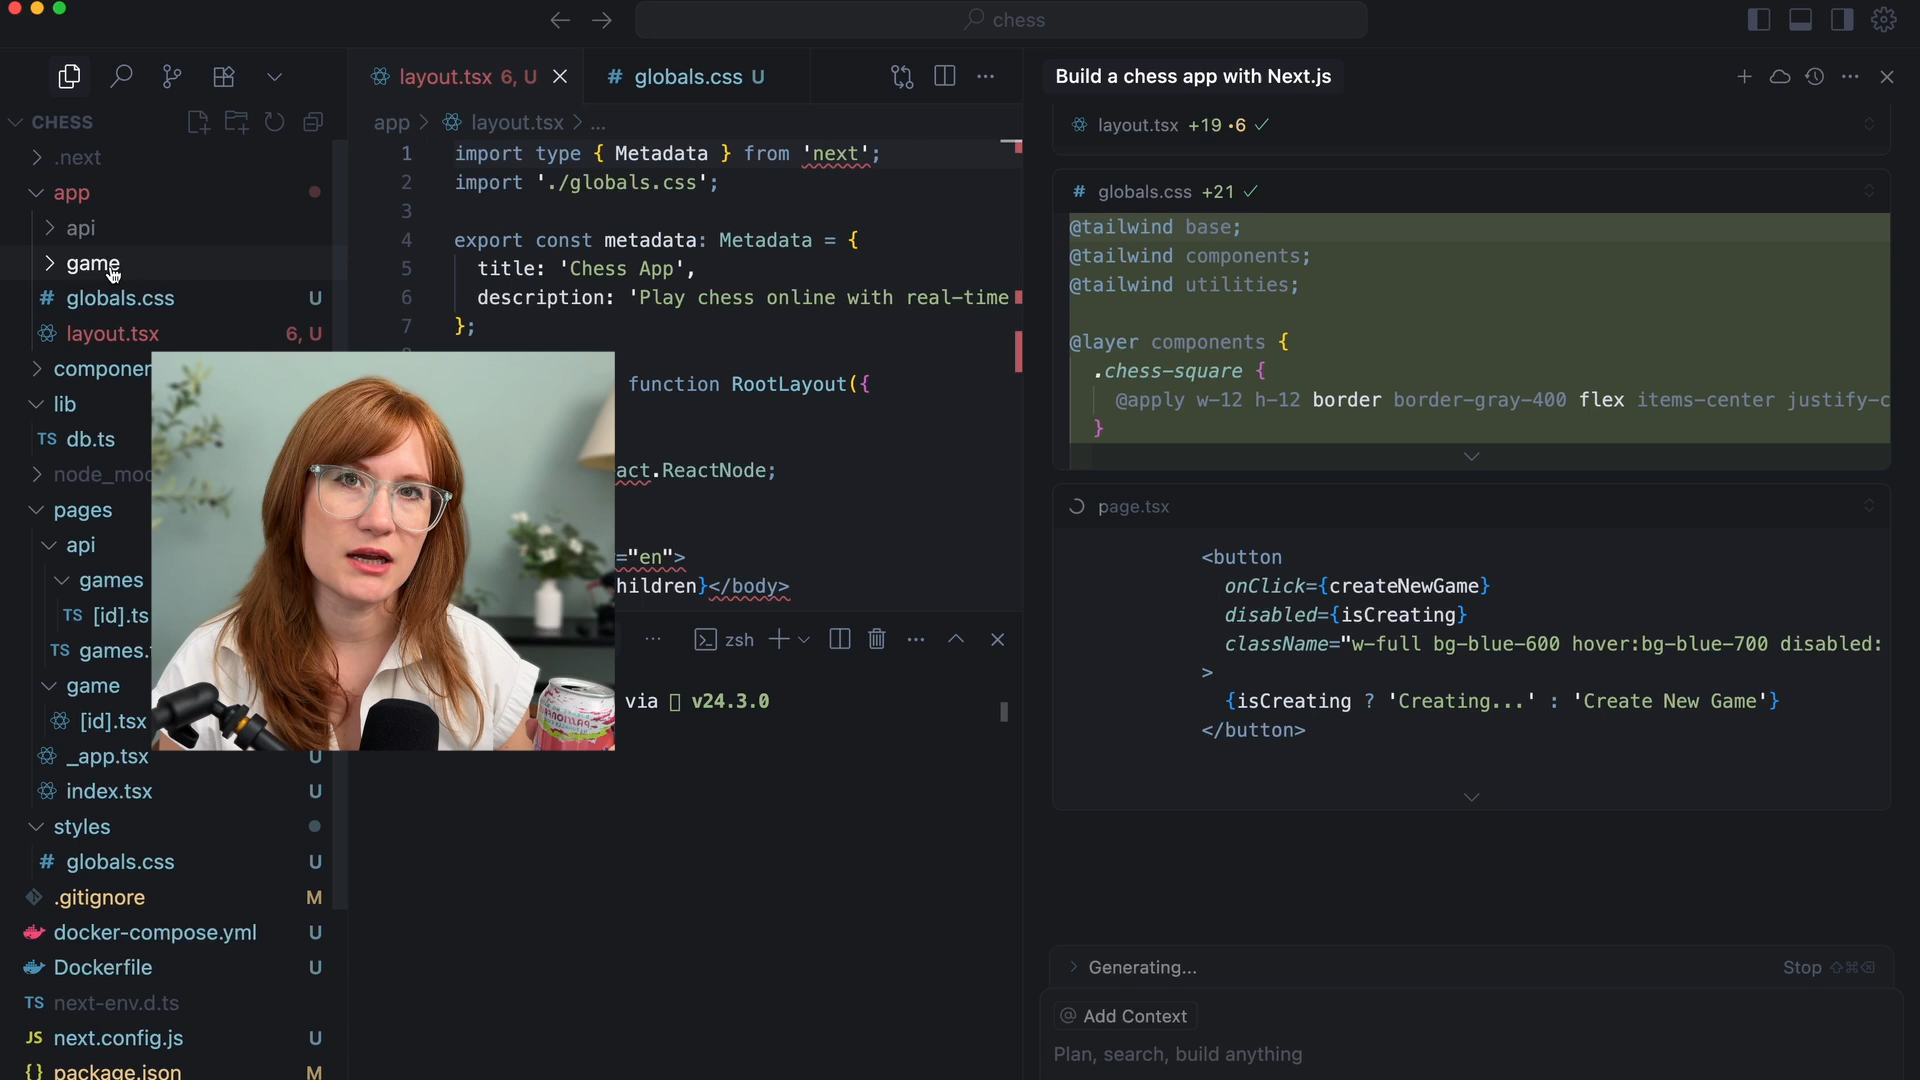 chess
CHESS
.next
app
api
game
globals.css U
layout.tsx 6, U
componen
lib
TS db.ts
node_mod
pages
api
games
TS [id].ts
TS games.
game
[id].tsx
_app.tsx U
index.tsx U
styles
# globals.css U
.gitignore M
docker-compose.yml U
Dockerfile U
TS next-env.d.ts
JS next.config.js U
{} package.json M
layout.tsx 6, U
# globals.css U
app > layout.tsx > ...
1 import type { Metadata } from 'next';
2 import './globals.css';
3
4 export const metadata: Metadata = {
5 title: 'Chess App',
6 description: 'Play chess online with real-time
7 };
function RootLayout({
act.ReactNode;
="en">
hildren}</body>
zsh
via v24.3.0
Build a chess app with Next.js
layout.tsx +19 •6
# globals.css +21
@tailwind base;
@tailwind components;
@tailwind utilities;
@layer components {
.chess-square {
@apply w-12 h-12 border border-gray-400 flex items-center justify-c
}
page.tsx
<button
onClick={createNewGame}
disabled={isCreating}
className="w-full bg-blue-600 hover:bg-blue-700 disabled:
>
{isCreating ? 'Creating...' : 'Create New Game'}
</button>
Generating...
Stop ⇧⌘⌫
@ Add Context
Plan, search, build anything